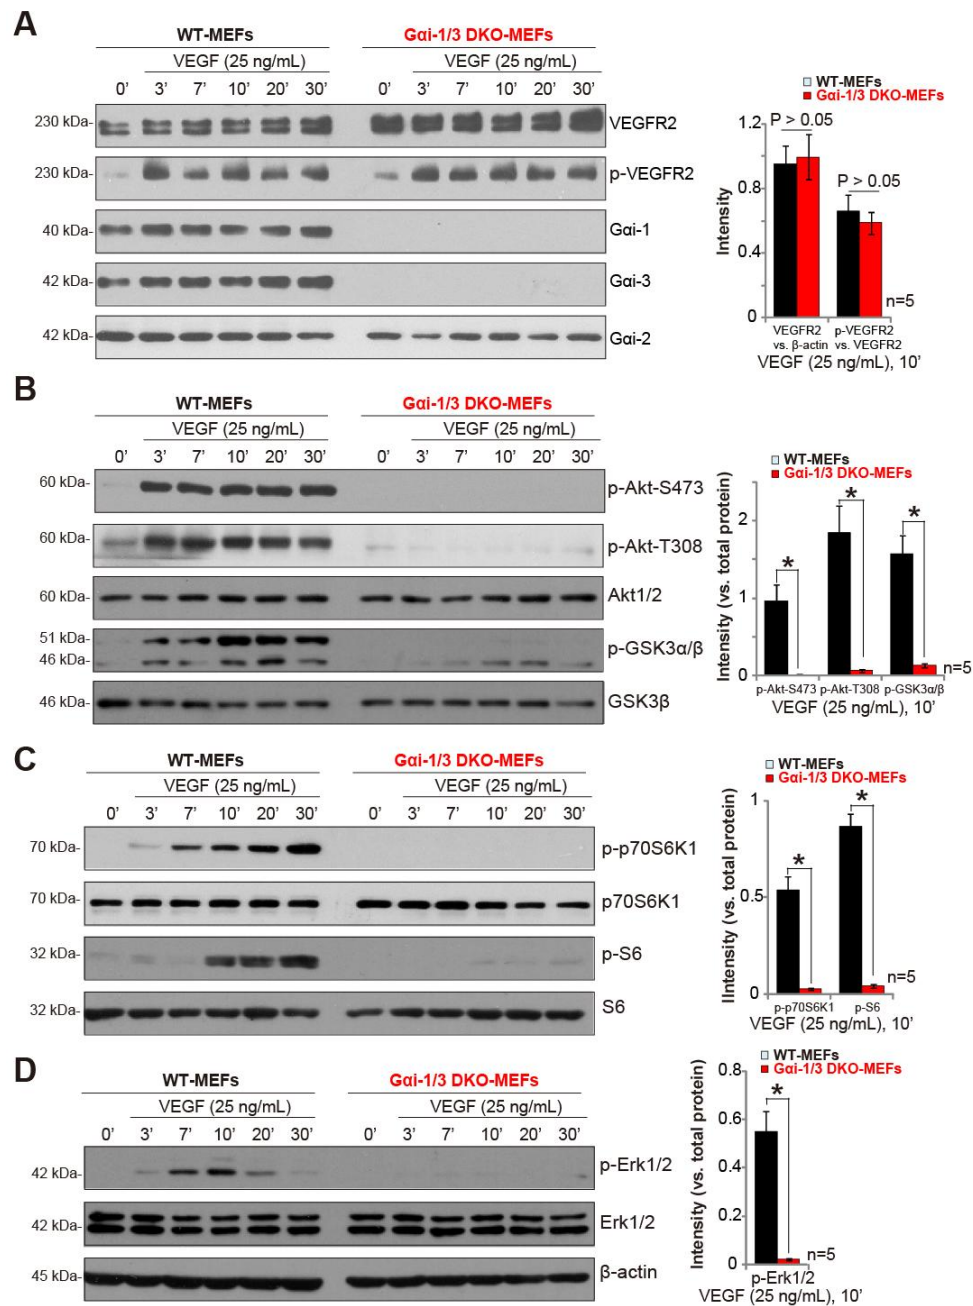 A
WT-MEFs
Gαi-1/3 DKO-MEFs
VEGF (25 ng/mL)
VEGF (25 ng/mL)
0' 3' 7' 10' 20' 30'
0' 3' 7' 10' 20' 30'
230 kDa-
VEGFR2
230 kDa-
p-VEGFR2
40 kDa-
Gαi-1
42 kDa-
Gαi-3
42 kDa-
Gαi-2
WT-MEFs
Gαi-1/3 DKO-MEFs
1.2
P > 0.05
0.8
P > 0.05
Intensity
0.4
n=5
0
VEGFR2 p-VEGFR2
vs. β-actin vs. VEGFR2
VEGF (25 ng/mL), 10'
B
WT-MEFs
Gαi-1/3 DKO-MEFs
VEGF (25 ng/mL)
VEGF (25 ng/mL)
0' 3' 7' 10' 20' 30'
0' 3' 7' 10' 20' 30'
60 kDa-
p-Akt-S473
60 kDa-
p-Akt-T308
60 kDa-
Akt1/2
51 kDa-
46 kDa-
p-GSK3α/β
46 kDa-
GSK3β
WT-MEFs
Gαi-1/3 DKO-MEFs
Intensity (vs. total protein)
2
1
0
* * *
n=5
p-Akt-S473 p-Akt-T308 p-GSK3α/β
VEGF (25 ng/mL), 10'
C
WT-MEFs
Gαi-1/3 DKO-MEFs
VEGF (25 ng/mL)
VEGF (25 ng/mL)
0' 3' 7' 10' 20' 30'
0' 3' 7' 10' 20' 30'
70 kDa-
p-p70S6K1
70 kDa-
p70S6K1
32 kDa-
p-S6
32 kDa-
S6
WT-MEFs
Gαi-1/3 DKO-MEFs
IIntensity (vs. total protein)
1
0.5
0
* *
n=5
p-p70S6K1 p-S6
VEGF (25 ng/mL), 10'
D
WT-MEFs
Gαi-1/3 DKO-MEFs
VEGF (25 ng/mL)
VEGF (25 ng/mL)
0' 3' 7' 10' 20' 30'
0' 3' 7' 10' 20' 30'
42 kDa-
p-Erk1/2
42 kDa-
Erk1/2
45 kDa-
β-actin
WT-MEFs
Gαi-1/3 DKO-MEFs
IIntensity (vs. total protein)
0.8
0.6
0.4
0.2
0
*
n=5
p-Erk1/2
VEGF (25 ng/mL), 10'